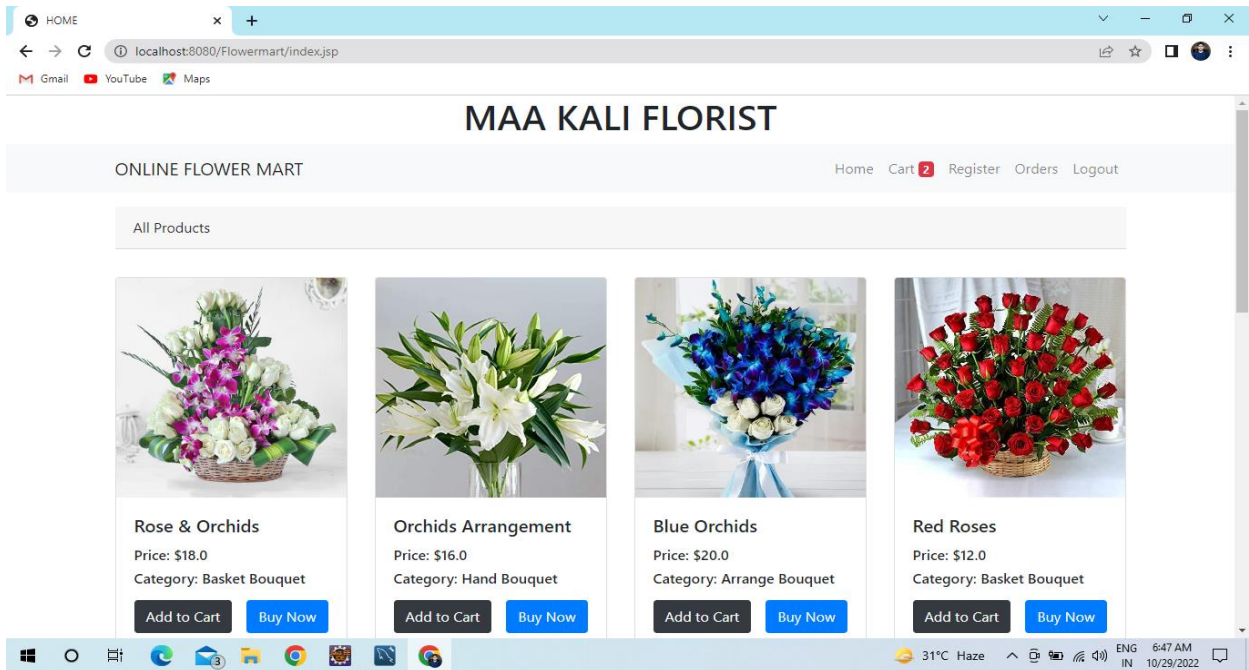 HOME
localhost:8080/Flowermart/index.jsp
Gmail YouTube Maps
MAA KALI FLORIST
ONLINE FLOWER MART
Home Cart 2 Register Orders Logout
All Products
Rose & Orchids
Price: $18.0
Category: Basket Bouquet
Add to Cart Buy Now
Orchids Arrangement
Price: $16.0
Category: Hand Bouquet
Add to Cart Buy Now
Blue Orchids
Price: $20.0
Category: Arrange Bouquet
Add to Cart Buy Now
Red Roses
Price: $12.0
Category: Basket Bouquet
Add to Cart Buy Now
3
31°C Haze
ENG
IN
6:47 AM
10/29/2022